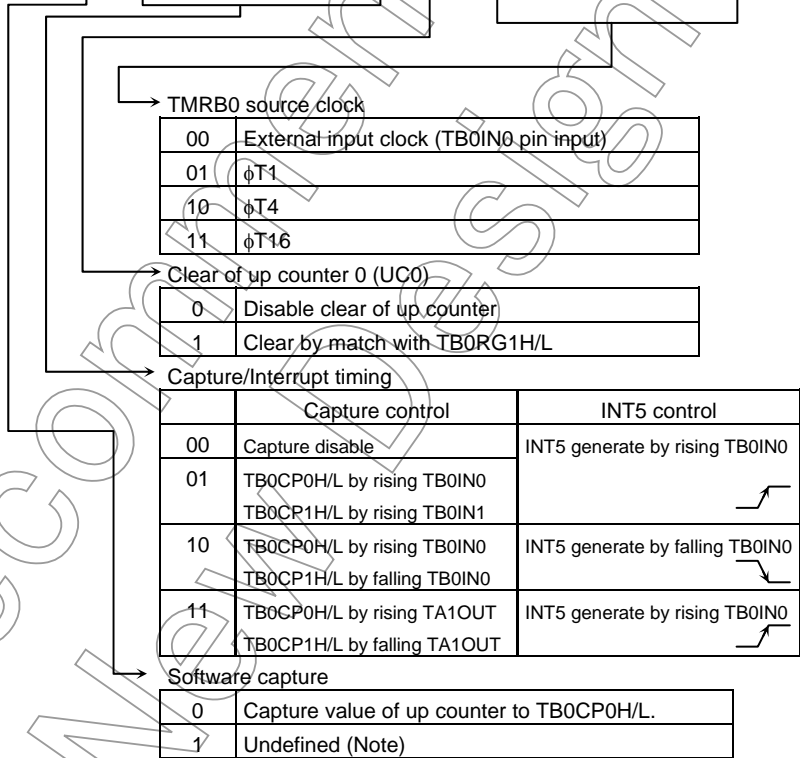 TMRB0 source clock
00 External input clock (TB0IN0 pin input)
01 ϕT1
10 ϕT4
11 ϕT16
Clear of up counter 0 (UC0)
0 Disable clear of up counter
1 Clear by match with TB0RG1H/L
Capture/Interrupt timing
Capture control INT5 control
00 Capture disable INT5 generate by rising TB0IN0
01 TB0CP0H/L by rising TB0IN0
TB0CP1H/L by rising TB0IN1
10 TB0CP0H/L by rising TB0IN0 INT5 generate by falling TB0IN0
TB0CP1H/L by falling TB0IN0
11 TB0CP0H/L by rising TA1OUT INT5 generate by rising TB0IN0
TB0CP1H/L by falling TA1OUT
Software capture
0 Capture value of up counter to TB0CP0H/L.
1 Undefined (Note)